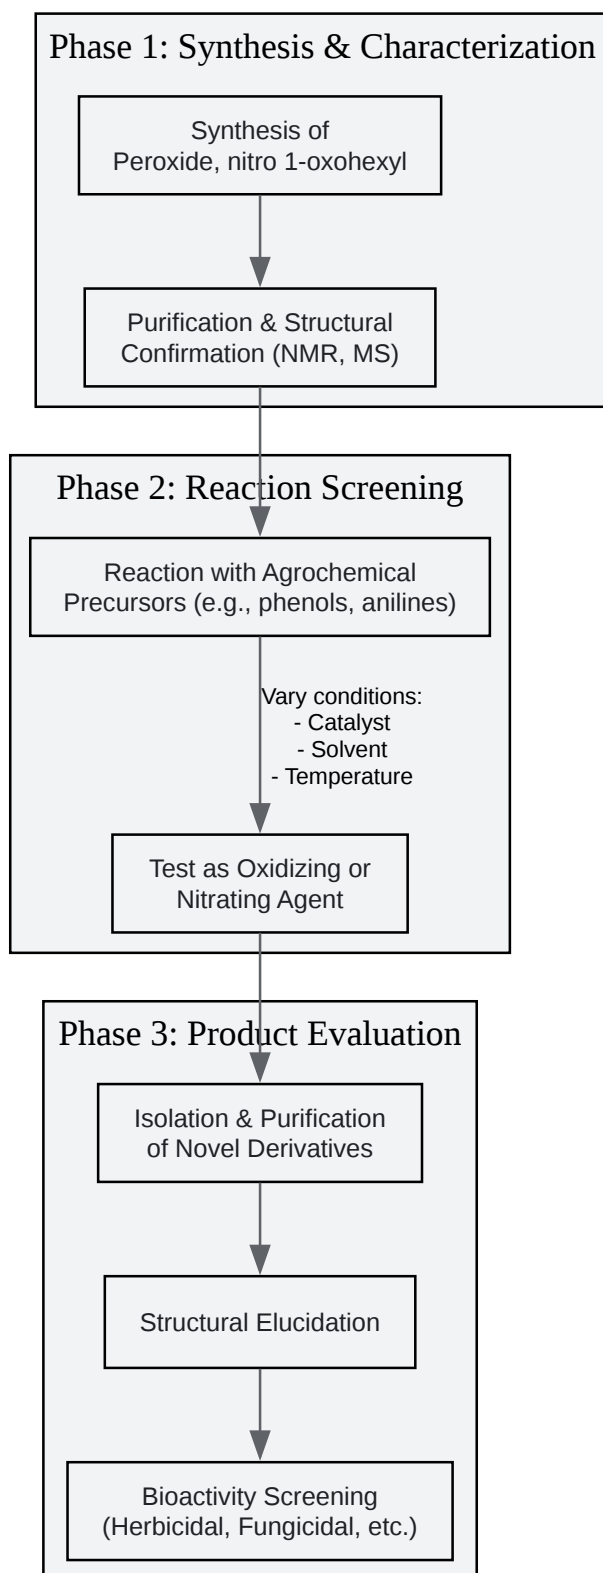 Phase 1: Synthesis & Characterization
Synthesis of
Peroxide, nitro 1-oxohexyl
Purification & Structural
Confirmation (NMR, MS)
Phase 2: Reaction Screening
Reaction with Agrochemical
Precursors (e.g., phenols, anilines)
Vary conditions:
- Catalyst
- Solvent
- Temperature
Test as Oxidizing or
Nitrating Agent
Phase 3: Product Evaluation
Isolation & Purification
of Novel Derivatives
Structural Elucidation
Bioactivity Screening
(Herbicidal, Fungicidal, etc.)